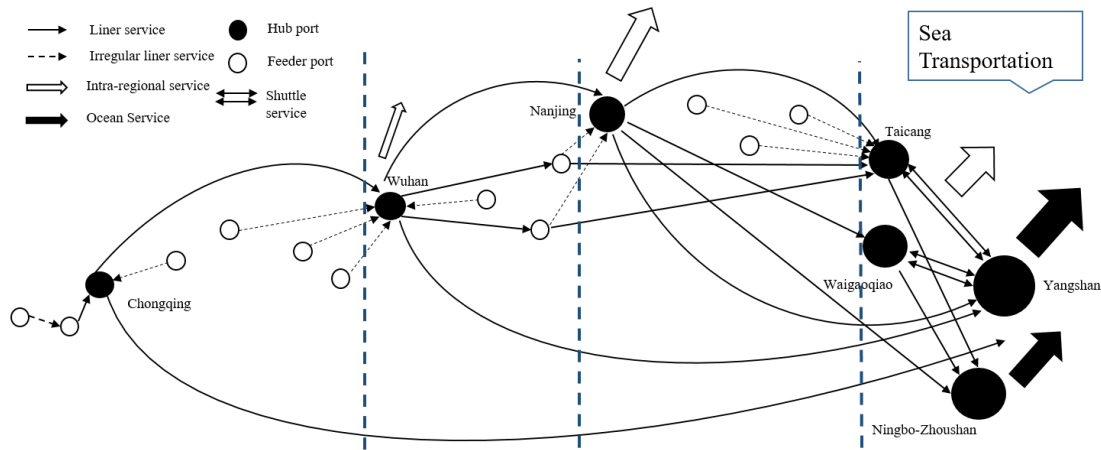 Liner service
Hub port
Irregular liner service
Feeder port
Intra-regional service
Shuttle
service
Ocean Service
Sea
Transportation
Nanjing
Taicang
Wuhan
Waigaoqiao
Yangshan
Chongqing
Ningbo-Zhoushan